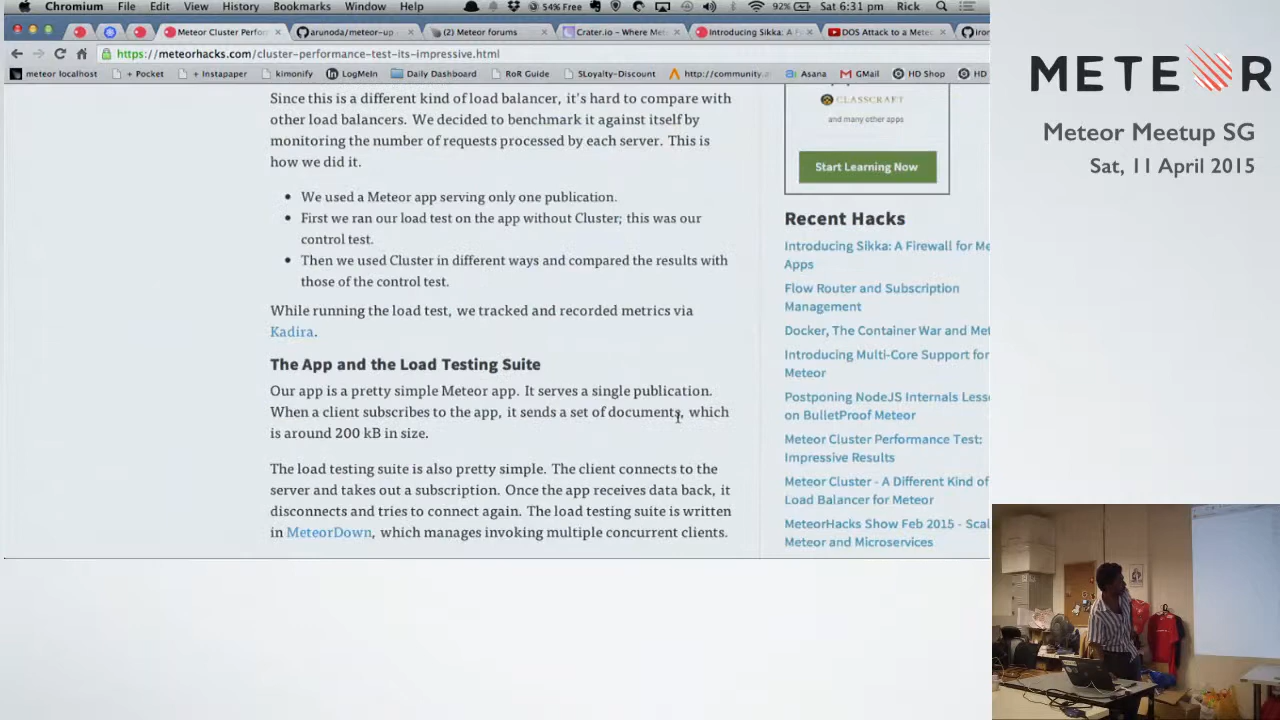 Chromium File Edit View History Bookmarks Window Help
54% Free 92% Sat 6:31 pm Rick
Meteor Cluster Perfor
arunoda/meteor-up
(2) Meteor forums
Crater.io – Where Me
Introducing Sikka: A F
DOS Attack to a Mete
iron
https://meteorhacks.com/cluster-performance-test-its-impressive.html
meteor localhost + Pocket + Instapaper kimonify LogMeIn Daily Dashboard RoR Guide SLoyalty-Discount http://community. Asana GMail HD Shop HD
Since this is a different kind of load balancer, it's hard to compare with
other load balancers. We decided to benchmark it against itself by
monitoring the number of requests processed by each server. This is
how we did it.
• We used a Meteor app serving only one publication.
• First we ran our load test on the app without Cluster; this was our
control test.
• Then we used Cluster in different ways and compared the results with
those of the control test.
While running the load test, we tracked and recorded metrics via
Kadira.
The App and the Load Testing Suite
Our app is a pretty simple Meteor app. It serves a single publication.
When a client subscribes to the app, it sends a set of documents, which
is around 200 kB in size.
The load testing suite is also pretty simple. The client connects to the
server and takes out a subscription. Once the app receives data back, it
disconnects and tries to connect again. The load testing suite is written
in MeteorDown, which manages invoking multiple concurrent clients.
CLASSCRAFT
and many other apps
Start Learning Now
Recent Hacks
Introducing Sikka: A Firewall for Me
Apps
Flow Router and Subscription
Management
Docker, The Container War and Met
Introducing Multi-Core Support for
Meteor
Postponing NodeJS Internals Less
on BulletProof Meteor
Meteor Cluster Performance Test:
Impressive Results
Meteor Cluster - A Different Kind of
Load Balancer for Meteor
MeteorHacks Show Feb 2015 - Scal
Meteor and Microservices
METEOR
Meteor Meetup SG
Sat, 11 April 2015